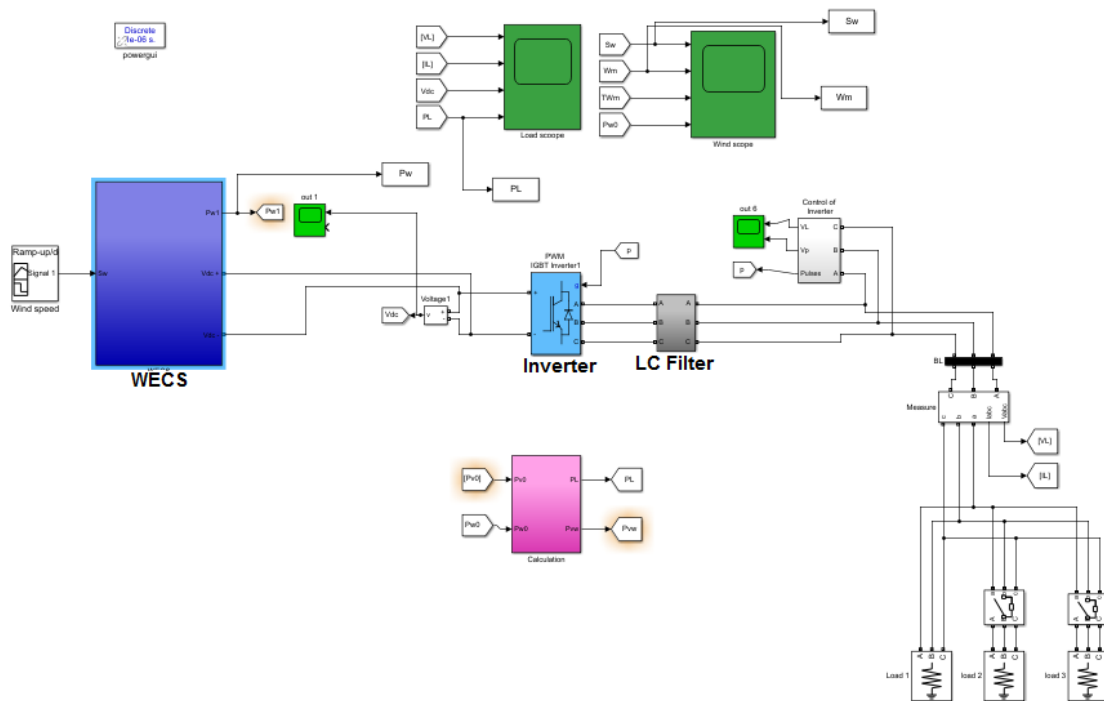 Discrete
1e-06 s.
powergui
[VL]
[IL]
Vdc
PL
Load scoope
Sw
Wm
TWm
Pw0
Wind scope
Sw
Wm
Pw
PL
Ramp-up/d
Signal 1
Wind speed
Sw
Pw1
Vdc +
Vdc -
WECS
Pw1
out 1
Vdc
Voltage1
v
+
-
PWM
IGBT Inverter1
g
+
-
A
B
C
Inverter
P
A
B
C
A
B
C
LC Filter
out 6
Control of
Inverter
VL
Vp
Pulses
C
B
A
P
BL
Measure
C
B
A
c
b
a
Iabc
Vabc
[VL]
[IL]
[Pv0]
Pw0
Pv0
Pw0
PL
Pvw
Calculation
PL
Pvw
a
b
c
A
B
C
a
b
c
A
B
C
Load 1
A
B
C
load 2
A
B
C
load 3
A
B
C